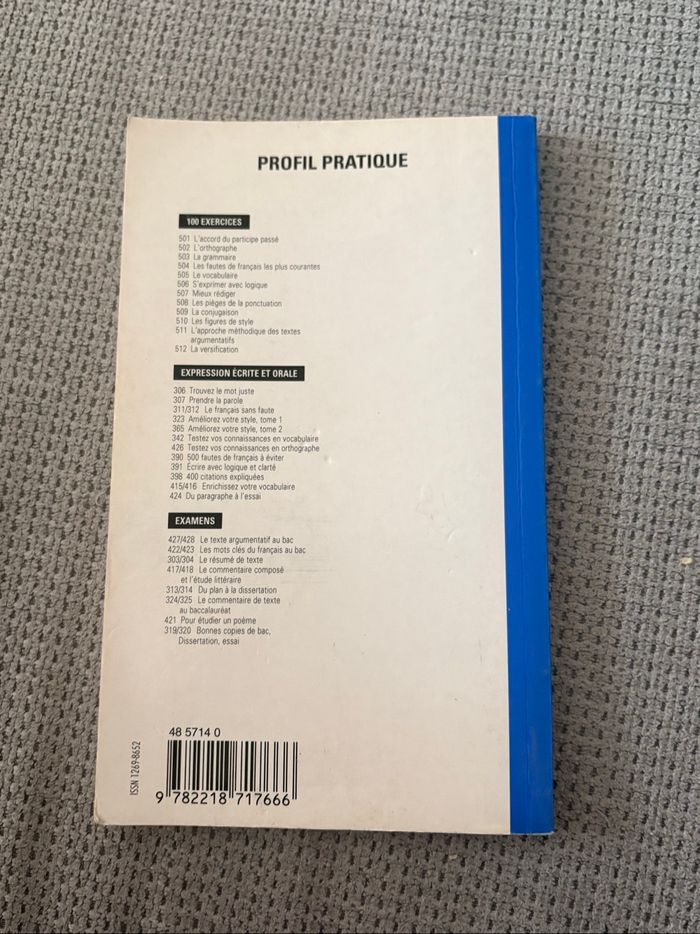 PROFIL PRATIQUE
100 EXERCICES
501 L'accord du participe passé
502 L'orthographe
503 La grammaire
504 Les fautes de français les plus courantes
505 Le vocabulaire
506 S'exprimer avec logique
507 Mieux rédiger
508 Les pièges de la ponctuation
509 La conjugaison
510 Les figures de style
511 L'approche méthodique des textes
argumentatifs
512 La versification
EXPRESSION ÉCRITE ET ORALE
306 Trouvez le mot juste
307 Prendre la parole
311/312 Le français sans faute
323 Améliorez votre style, tome 1
365 Améliorez votre style, tome 2
342 Testez vos connaissances en vocabulaire
426 Testez vos connaissances en orthographe
390 500 fautes de français à éviter
391 Écrire avec logique et clarté
398 400 citations expliquées
415/416 Enrichissez votre vocabulaire
424 Du paragraphe à l'essai
EXAMENS
427/428 Le texte argumentatif au bac
422/423 Les mots clés du français au bac
303/304 Le résumé de texte
417/418 Le commentaire composé
et l'étude littéraire
313/314 Du plan à la dissertation
324/325 Le commentaire de texte
au baccalauréat
421 Pour étudier un poème
319/320 Bonnes copies de bac,
Dissertation, essai
48 5714 0
ISSN 1269-8652
9 782218 717666